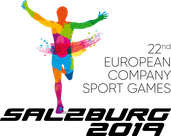 22nd
EUROPEAN
COMPANY
SPORT GAMES
SALZBURG
2019